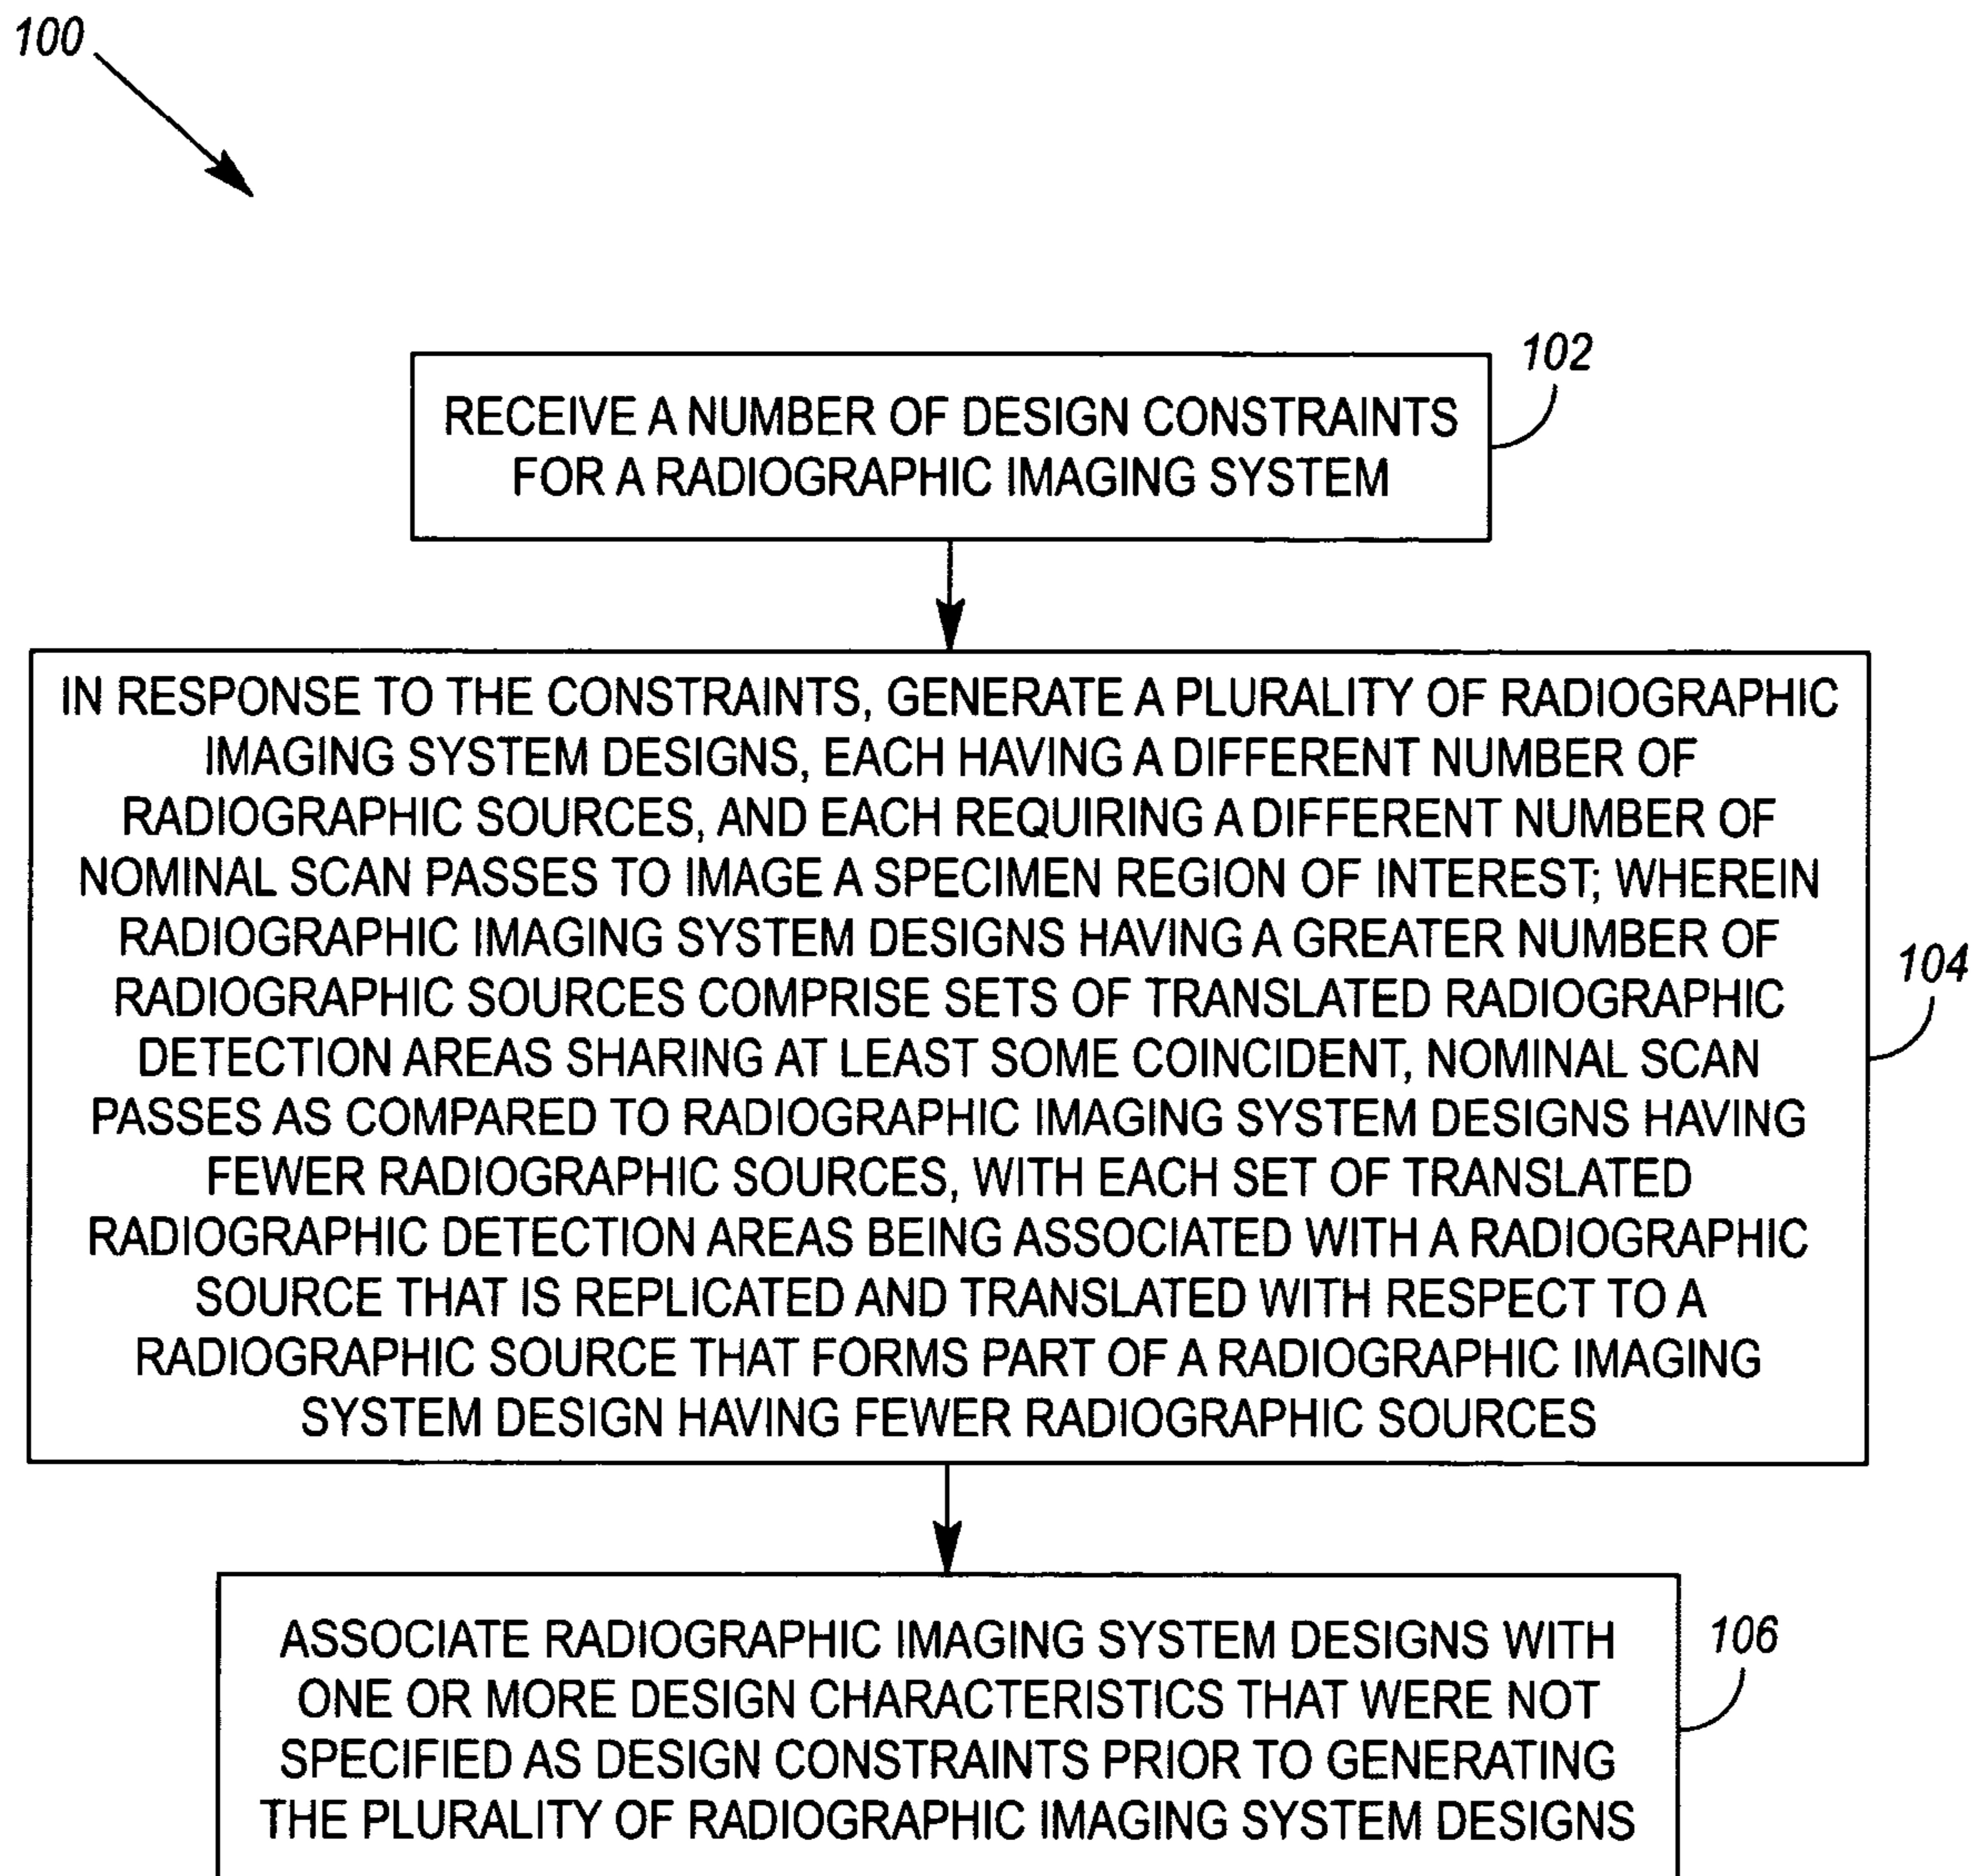 100
102
RECEIVE A NUMBER OF DESIGN CONSTRAINTS
FOR A RADIOGRAPHIC IMAGING SYSTEM
IN RESPONSE TO THE CONSTRAINTS, GENERATE A PLURALITY OF RADIOGRAPHIC
IMAGING SYSTEM DESIGNS, EACH HAVING A DIFFERENT NUMBER OF
RADIOGRAPHIC SOURCES, AND EACH REQUIRING A DIFFERENT NUMBER OF
NOMINAL SCAN PASSES TO IMAGE A SPECIMEN REGION OF INTEREST; WHEREIN
RADIOGRAPHIC IMAGING SYSTEM DESIGNS HAVING A GREATER NUMBER OF
RADIOGRAPHIC SOURCES COMPRISE SETS OF TRANSLATED RADIOGRAPHIC
DETECTION AREAS SHARING AT LEAST SOME COINCIDENT, NOMINAL SCAN
PASSES AS COMPARED TO RADIOGRAPHIC IMAGING SYSTEM DESIGNS HAVING
FEWER RADIOGRAPHIC SOURCES, WITH EACH SET OF TRANSLATED
RADIOGRAPHIC DETECTION AREAS BEING ASSOCIATED WITH A RADIOGRAPHIC
SOURCE THAT IS REPLICATED AND TRANSLATED WITH RESPECT TO A
RADIOGRAPHIC SOURCE THAT FORMS PART OF A RADIOGRAPHIC IMAGING
SYSTEM DESIGN HAVING FEWER RADIOGRAPHIC SOURCES
104
ASSOCIATE RADIOGRAPHIC IMAGING SYSTEM DESIGNS WITH
ONE OR MORE DESIGN CHARACTERISTICS THAT WERE NOT
SPECIFIED AS DESIGN CONSTRAINTS PRIOR TO GENERATING
THE PLURALITY OF RADIOGRAPHIC IMAGING SYSTEM DESIGNS
106